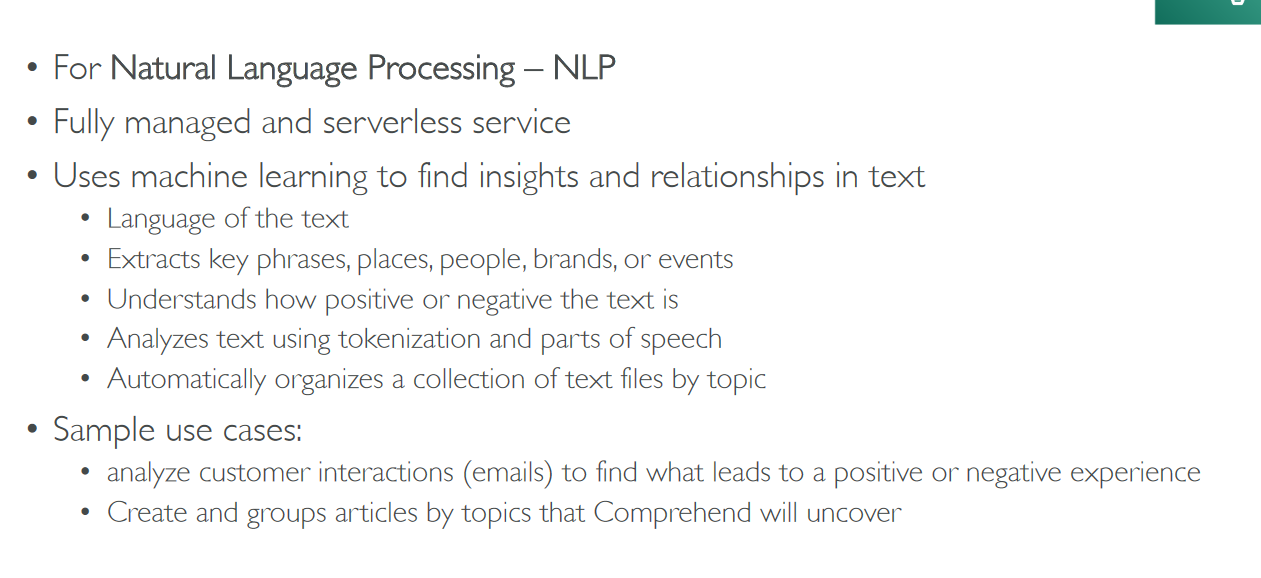 • For Natural Language Processing – NLP
• Fully managed and serverless service
• Uses machine learning to find insights and relationships in text
• Language of the text
• Extracts key phrases, places, people, brands, or events
• Understands how positive or negative the text is
• Analyzes text using tokenization and parts of speech
• Automatically organizes a collection of text files by topic
• Sample use cases:
• analyze customer interactions (emails) to find what leads to a positive or negative experience
• Create and groups articles by topics that Comprehend will uncover